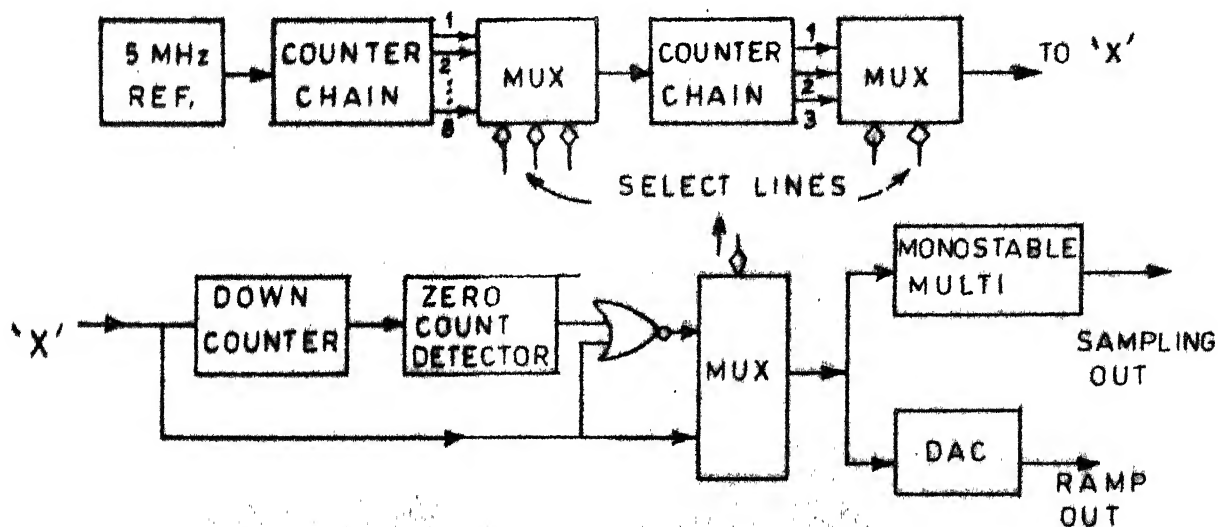 5 MHz
REF.
COUNTER
CHAIN
1
2
8
MUX
COUNTER
CHAIN
1
2
3
MUX
TO 'X'
SELECT LINES
'X'
DOWN
COUNTER
ZERO
COUNT
DETECTOR
MUX
MONOSTABLE
MULTI
SAMPLING
OUT
DAC
RAMP
OUT